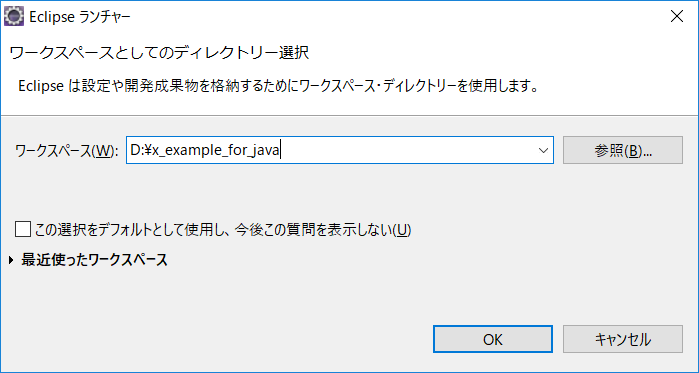 Eclipse ランチャー
ワークスペースとしてのディレクトリー選択
Eclipse は設定や開発成果物を格納するためにワークスペース・ディレクトリーを使用します。
ワークスペース(W): D:¥x_example_for_java 参照(B)...
この選択をデフォルトとして使用し、今後この質問を表示しない(U)
最近使ったワークスペース
OK キャンセル